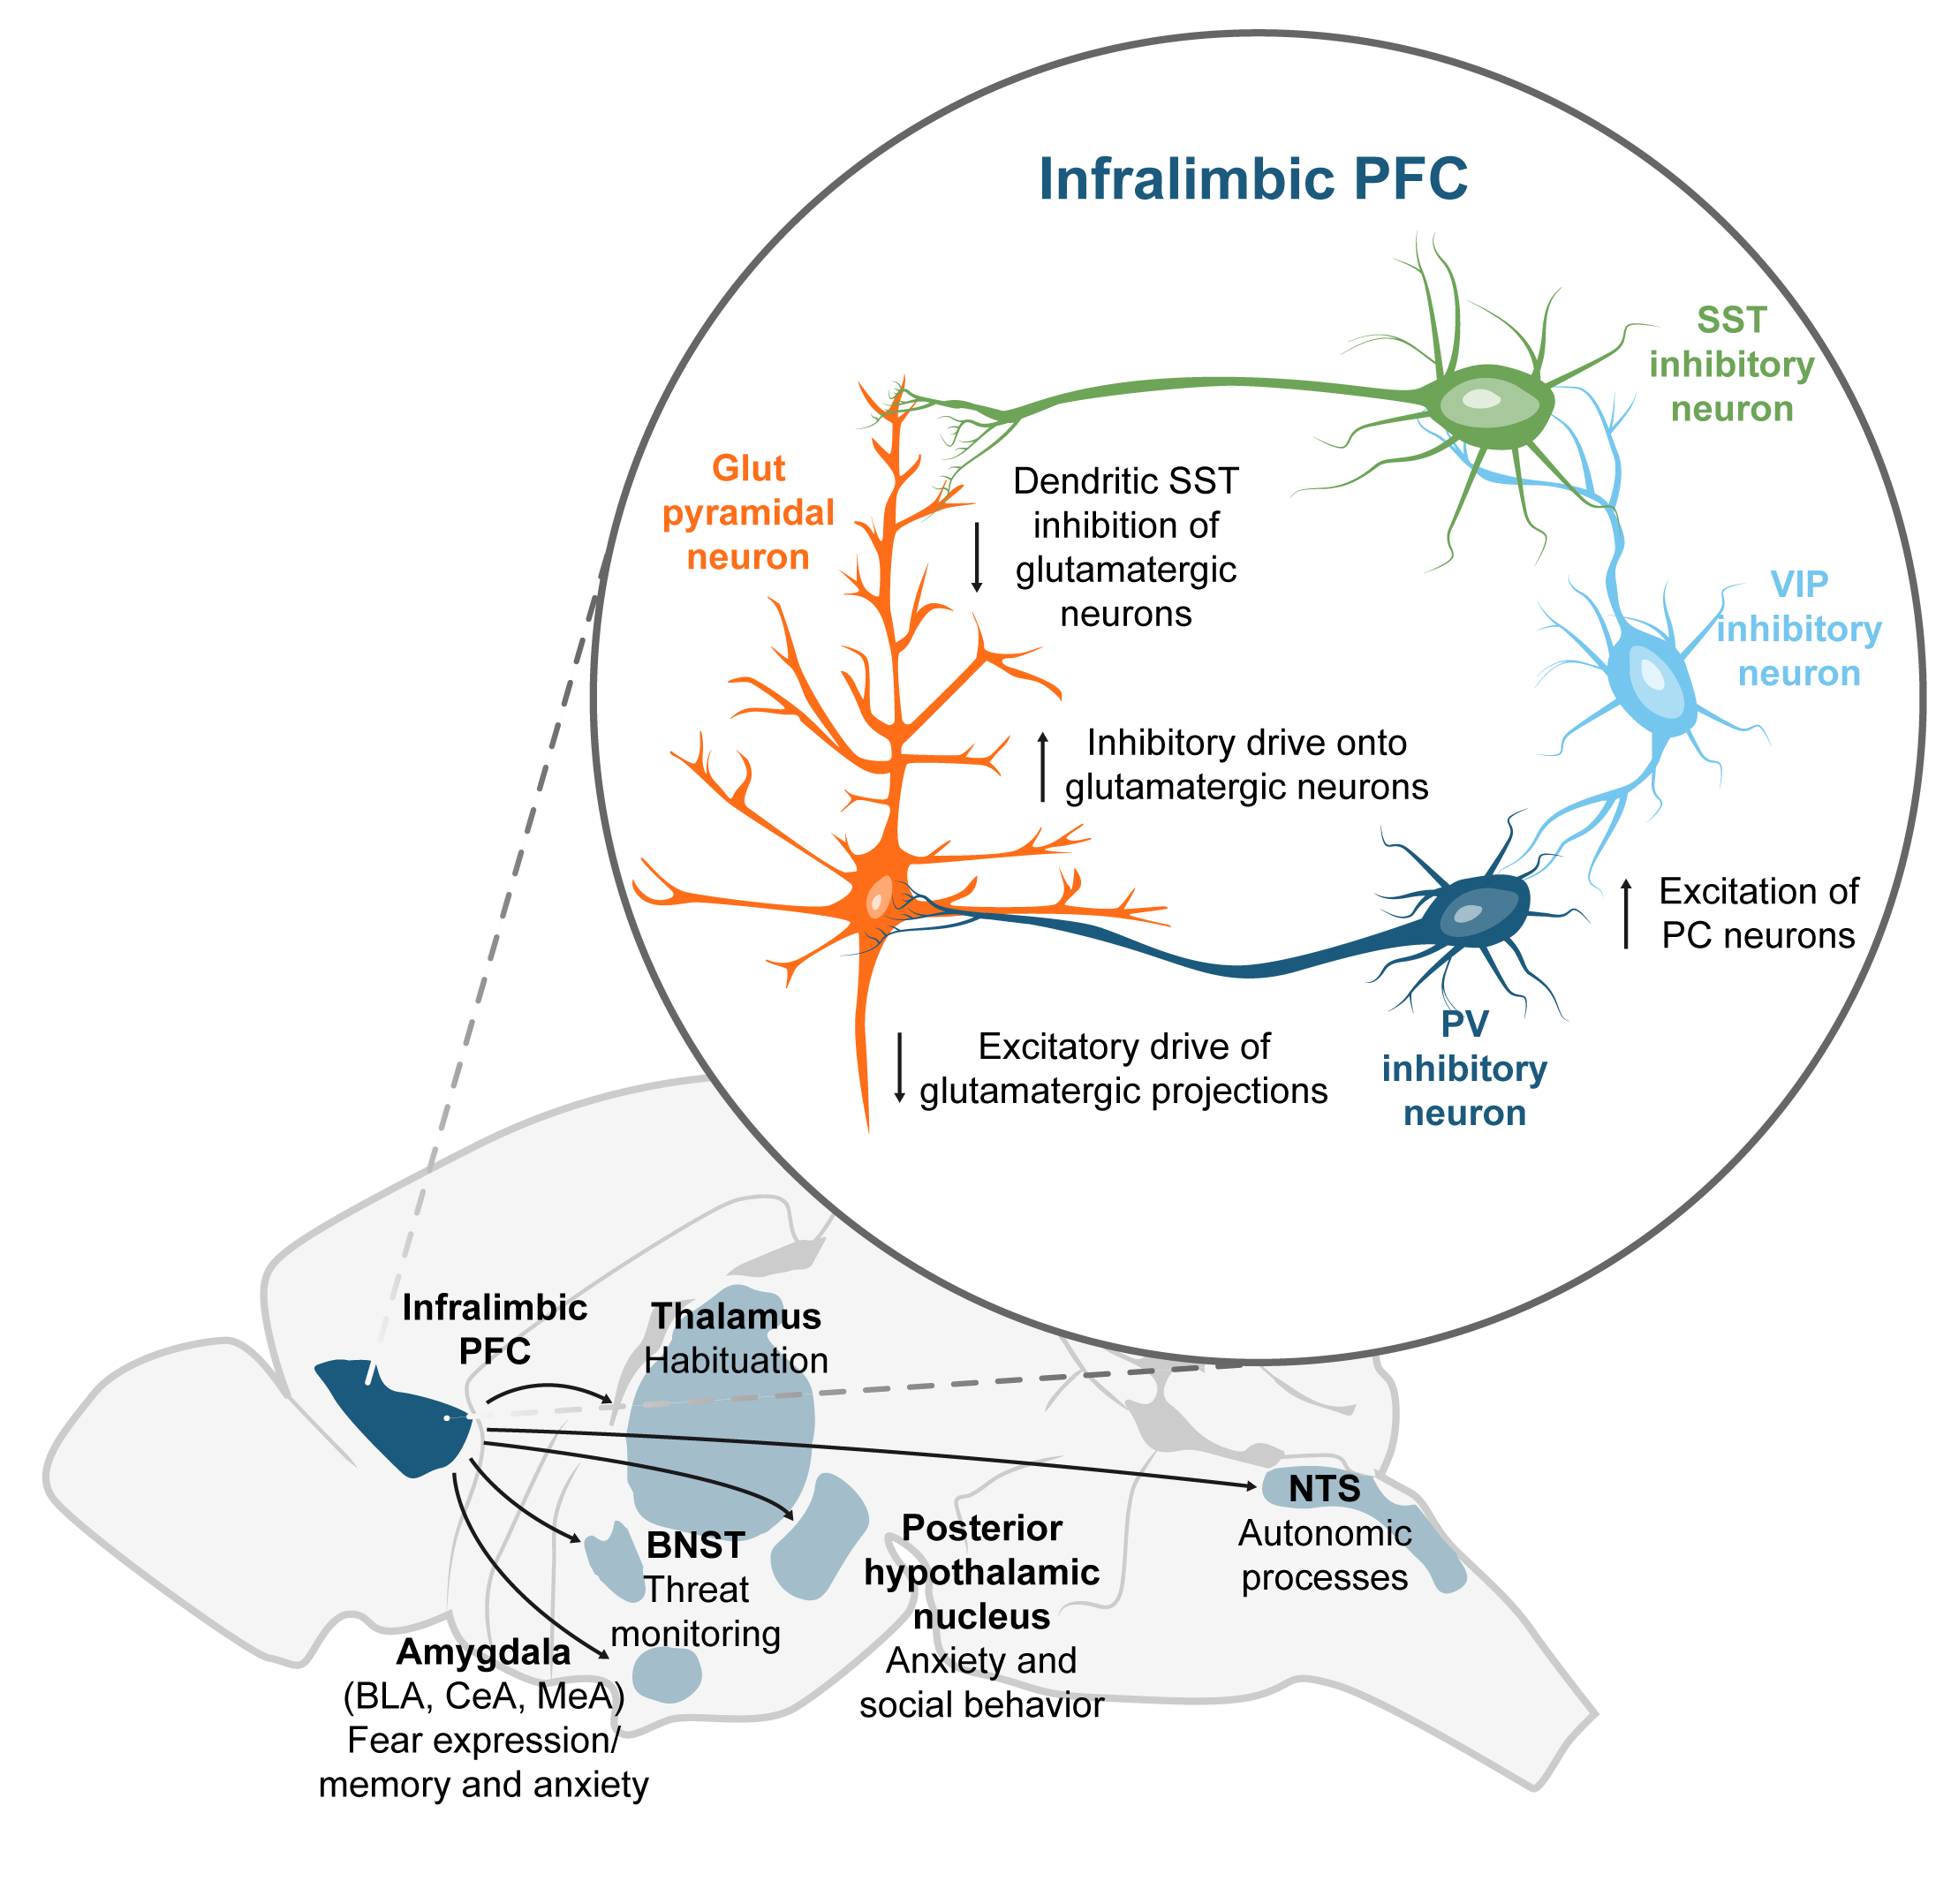 Infralimbic PFC
SST
inhibitory
neuron
Glut
pyramidal
neuron
Dendritic SST
inhibition of
glutamatergic
neurons
VIP
inhibitory
neuron
Inhibitory drive onto
glutamatergic neurons
Excitation of
PC neurons
PV
inhibitory
neuron
Excitatory drive of
glutamatergic projections
Infralimbic
PFC
Thalamus
Habituation
NTS
Autonomic
processes
BNST
Threat
monitoring
Posterior
hypothalamic
nucleus
Anxiety and
social behavior
Amygdala
(BLA, CeA, MeA)
Fear expression/
memory and anxiety